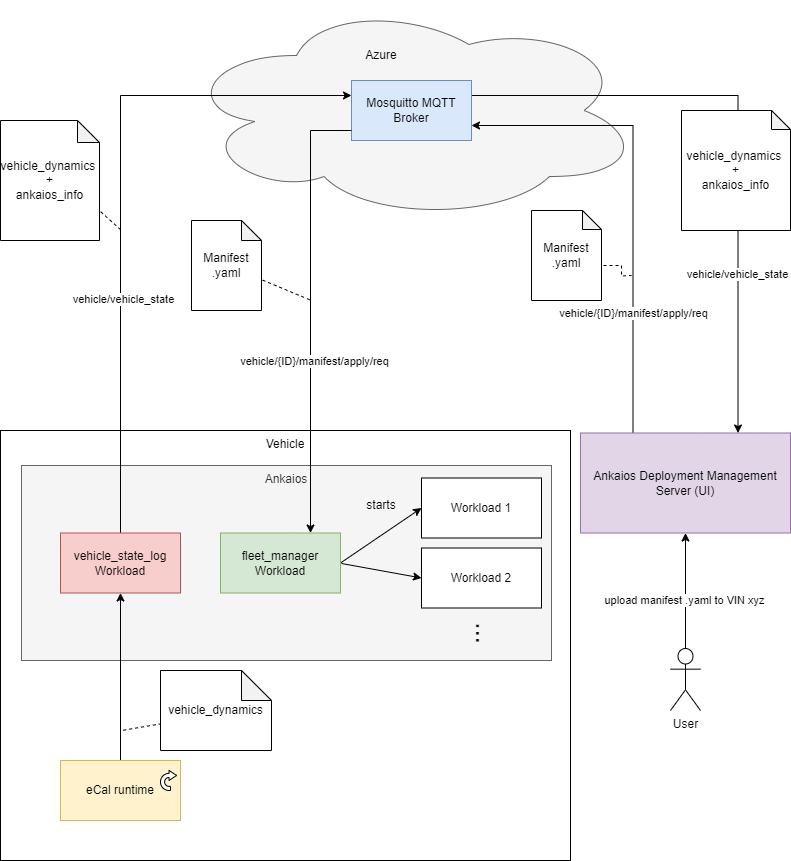 Azure
Mosquitto MQTT
Broker
vehicle_dynamics
+
ankaios_info
vehicle_dynamics
+
ankaios_info
Manifest
.yaml
Manifest
.yaml
vehicle/vehicle_state
vehicle/vehicle_state
vehicle/{ID}/manifest/apply/req
vehicle/{ID}/manifest/apply/req
Vehicle
Ankaios
starts
Workload 1
Workload 2
vehicle_state_log
Workload
fleet_manager
Workload
Ankaios Deployment Management
Server (UI)
upload manifest .yaml to VIN xyz
User
vehicle_dynamics
eCal runtime